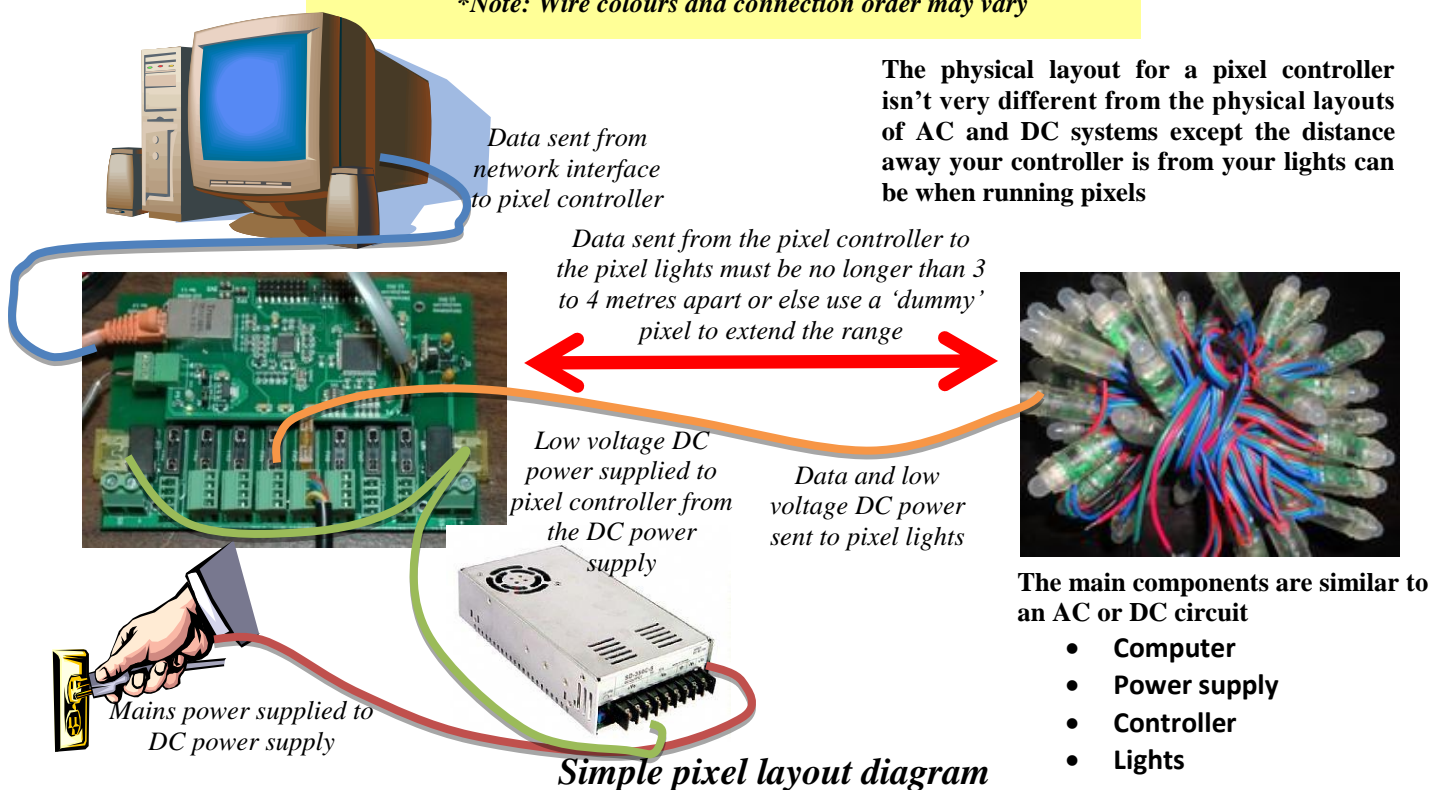 *Note: Wire colours and connection order may vary
The physical layout for a pixel controller
isn't very different from the physical layouts
of AC and DC systems except the distance
away your controller is from your lights can
be when running pixels
Data sent from
network interface
to pixel controller
Data sent from the pixel controller to
the pixel lights must be no longer than 3
to 4 metres apart or else use a ‘dummy’
pixel to extend the range
Low voltage DC
power supplied to
pixel controller from
the DC power
supply
Data and low
voltage DC power
sent to pixel lights
The main components are similar to
an AC or DC circuit
• Computer
• Power supply
• Controller
• Lights
Mains power supplied to
DC power supply
Simple pixel layout diagram